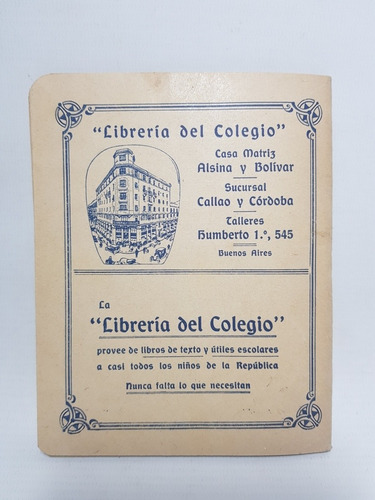 "Librería del Colegio"
Casa Matriz
Alsina y Bolívar
Sucursal
Callao y Córdoba
Talleres
Humberto 1.º, 545
Buenos Aires
La
"Librería del Colegio"
provee de libros de texto y útiles escolares
a casi todos los niños de la República
Nunca falta lo que necesitan